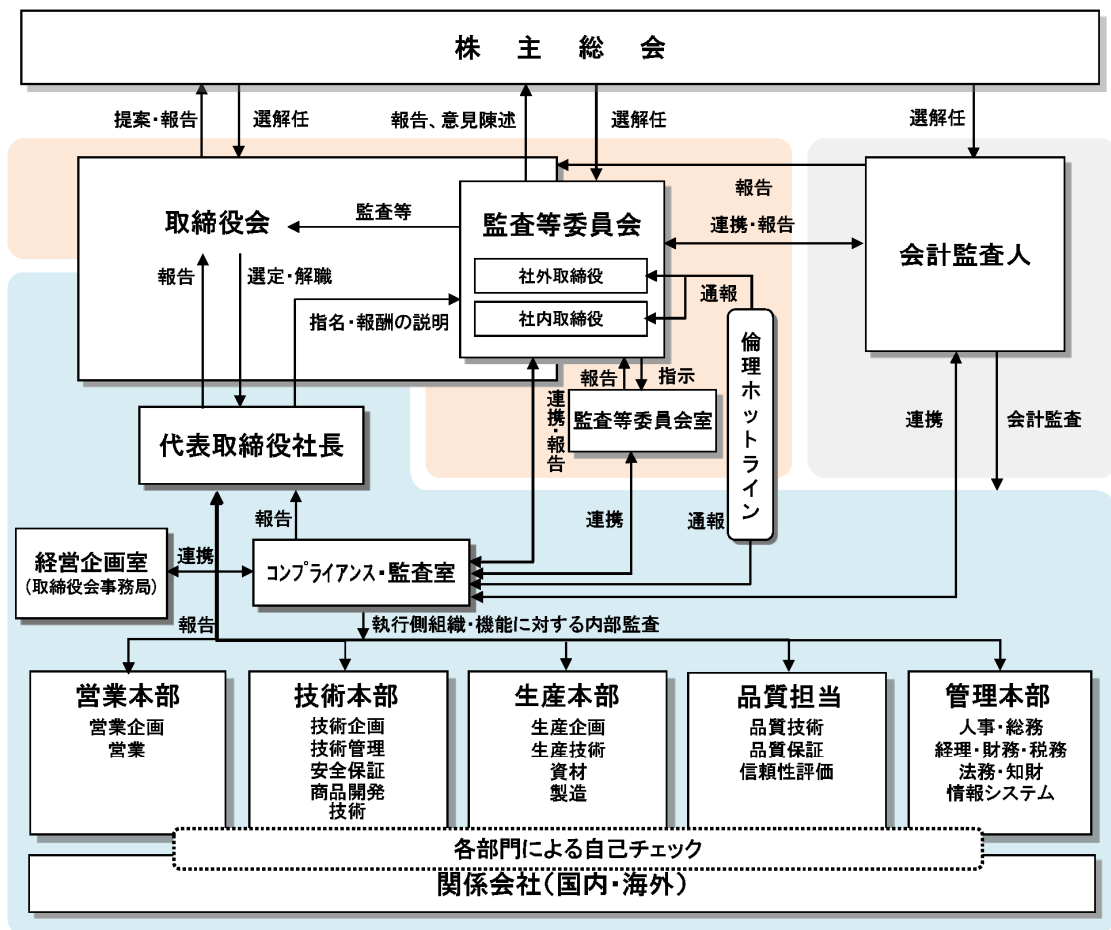 株主総会
提案・報告
選解任
報告、意見陳述
選解任
選解任
取締役会
監査等
監査等委員会
社外取締役
社内取締役
報告
連携・報告
会計監査人
報告
選定・解職
指名・報酬の説明
通報
倫理ホットライン
報告
指示
監査等委員会室
連携・報告
連携
会計監査
代表取締役社長
報告
連携
通報
経営企画室
（取締役会事務局）
連携
コンプライアンス・監査室
報告
執行側組織・機能に対する内部監査
営業本部
営業企画
営業
技術本部
技術企画
技術管理
安全保証
商品開発
技術
生産本部
生産企画
生産技術
資材
製造
品質担当
品質技術
品質保証
信頼性評価
管理本部
人事・総務
経理・財務・税務
法務・知財
情報システム
各部門による自己チェック
関係会社（国内・海外）